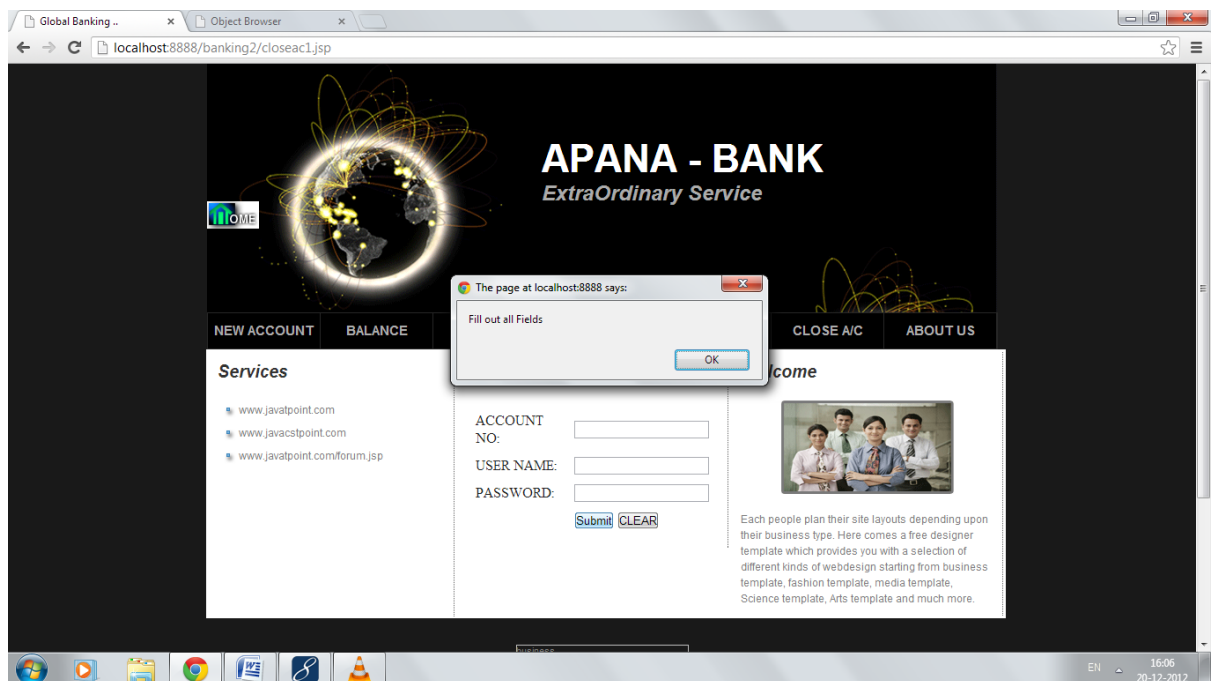 Global Banking ..
Object Browser
localhost:8888/banking2/closeac1.jsp
APANA - BANK
ExtraOrdinary Service
HOME
The page at localhost:8888 says:
Fill out all Fields
OK
NEW ACCOUNT BALANCE CLOSE A/C ABOUT US
Services
www.javatpoint.com
www.javacstpoint.com
www.javatpoint.com/forum.jsp
ACCOUNT
NO:
USER NAME:
PASSWORD:
Submit CLEAR
lcome
Each people plan their site layouts depending upon
their business type. Here comes a free designer
template which provides you with a selection of
different kinds of webdesign starting from business
template, fashion template, media template,
Science template, Arts template and much more.
business
EN
16:06
20-12-2012